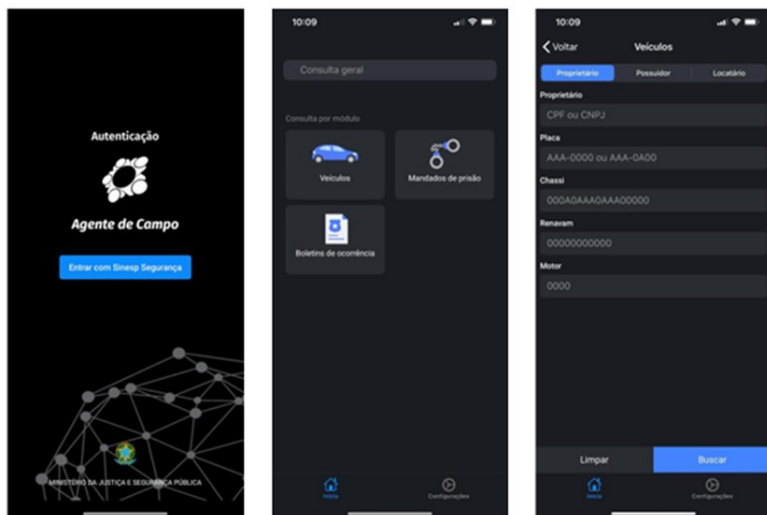 Autenticação
Agente de Campo
Entrar com Sinesp Segurança
MINISTÉRIO DA JUSTIÇA E SEGURANÇA PÚBLICA
10:09
Consulta geral
Consulta por módulo
Veículos
Mandados de prisão
Boletins de ocorrência
Início
Configurações
10:09
Voltar
Veículos
Proprietário
Possuidor
Locatário
Proprietário
CPF ou CNPJ
Placa
AAA-0000 ou AAA-0A00
Chassi
000A0AAA0AAA00000
Renavam
00000000000
Motor
0000
Limpar
Buscar
Início
Configurações